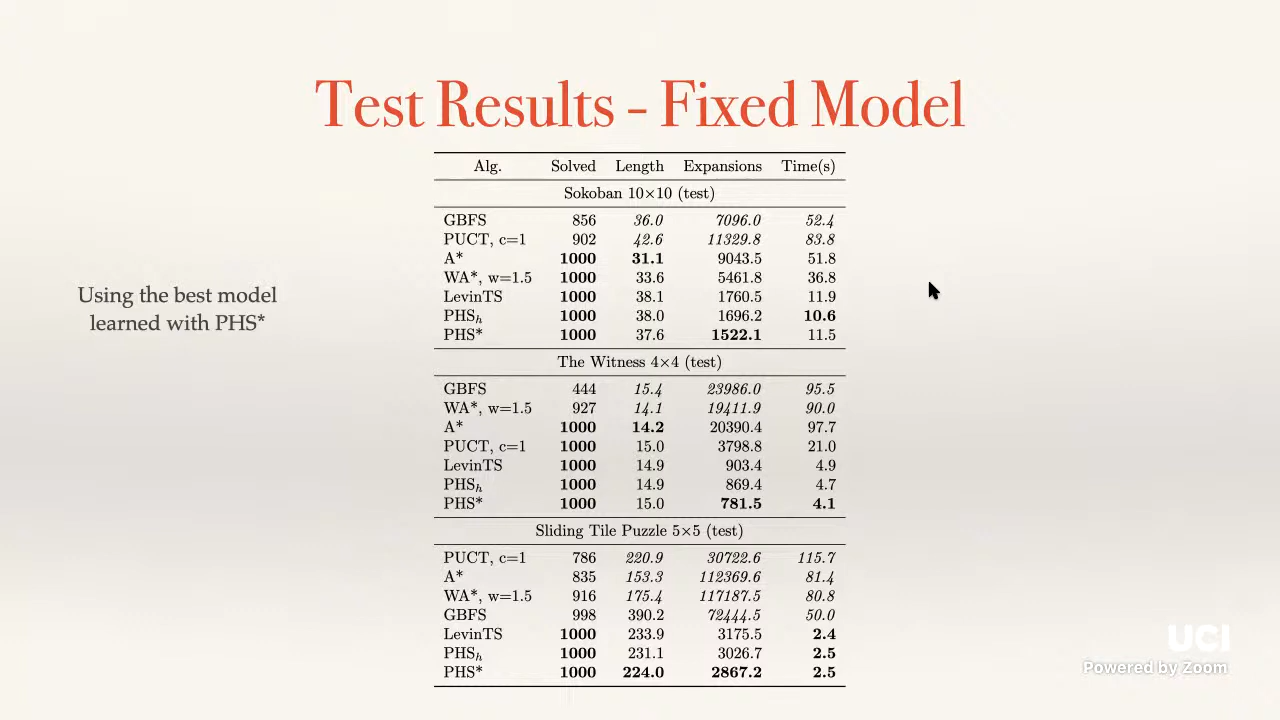 Test Results - Fixed Model
Using the best model
learned with PHS*
Alg. Solved Length Expansions Time(s)
Sokoban 10×10 (test)
GBFS 856 36.0 7096.0 52.4
PUCT, c=1 902 42.6 11329.8 83.8
A* 1000 31.1 9043.5 51.8
WA*, w=1.5 1000 33.6 5461.8 36.8
LevinTS 1000 38.1 1760.5 11.9
PHSh 1000 38.0 1696.2 10.6
PHS* 1000 37.6 1522.1 11.5
The Witness 4×4 (test)
GBFS 444 15.4 23986.0 95.5
WA*, w=1.5 927 14.1 19411.9 90.0
A* 1000 14.2 20390.4 97.7
PUCT, c=1 1000 15.0 3798.8 21.0
LevinTS 1000 14.9 903.4 4.9
PHSh 1000 14.9 869.4 4.7
PHS* 1000 15.0 781.5 4.1
Sliding Tile Puzzle 5×5 (test)
PUCT, c=1 786 220.9 30722.6 115.7
A* 835 153.3 112369.6 81.4
WA*, w=1.5 916 175.4 117187.5 80.8
GBFS 998 390.2 72444.5 50.0
LevinTS 1000 233.9 3175.5 2.4
PHSh 1000 231.1 3026.7 2.5
PHS* 1000 224.0 2867.2 2.5
UCI
Powered by Zoom